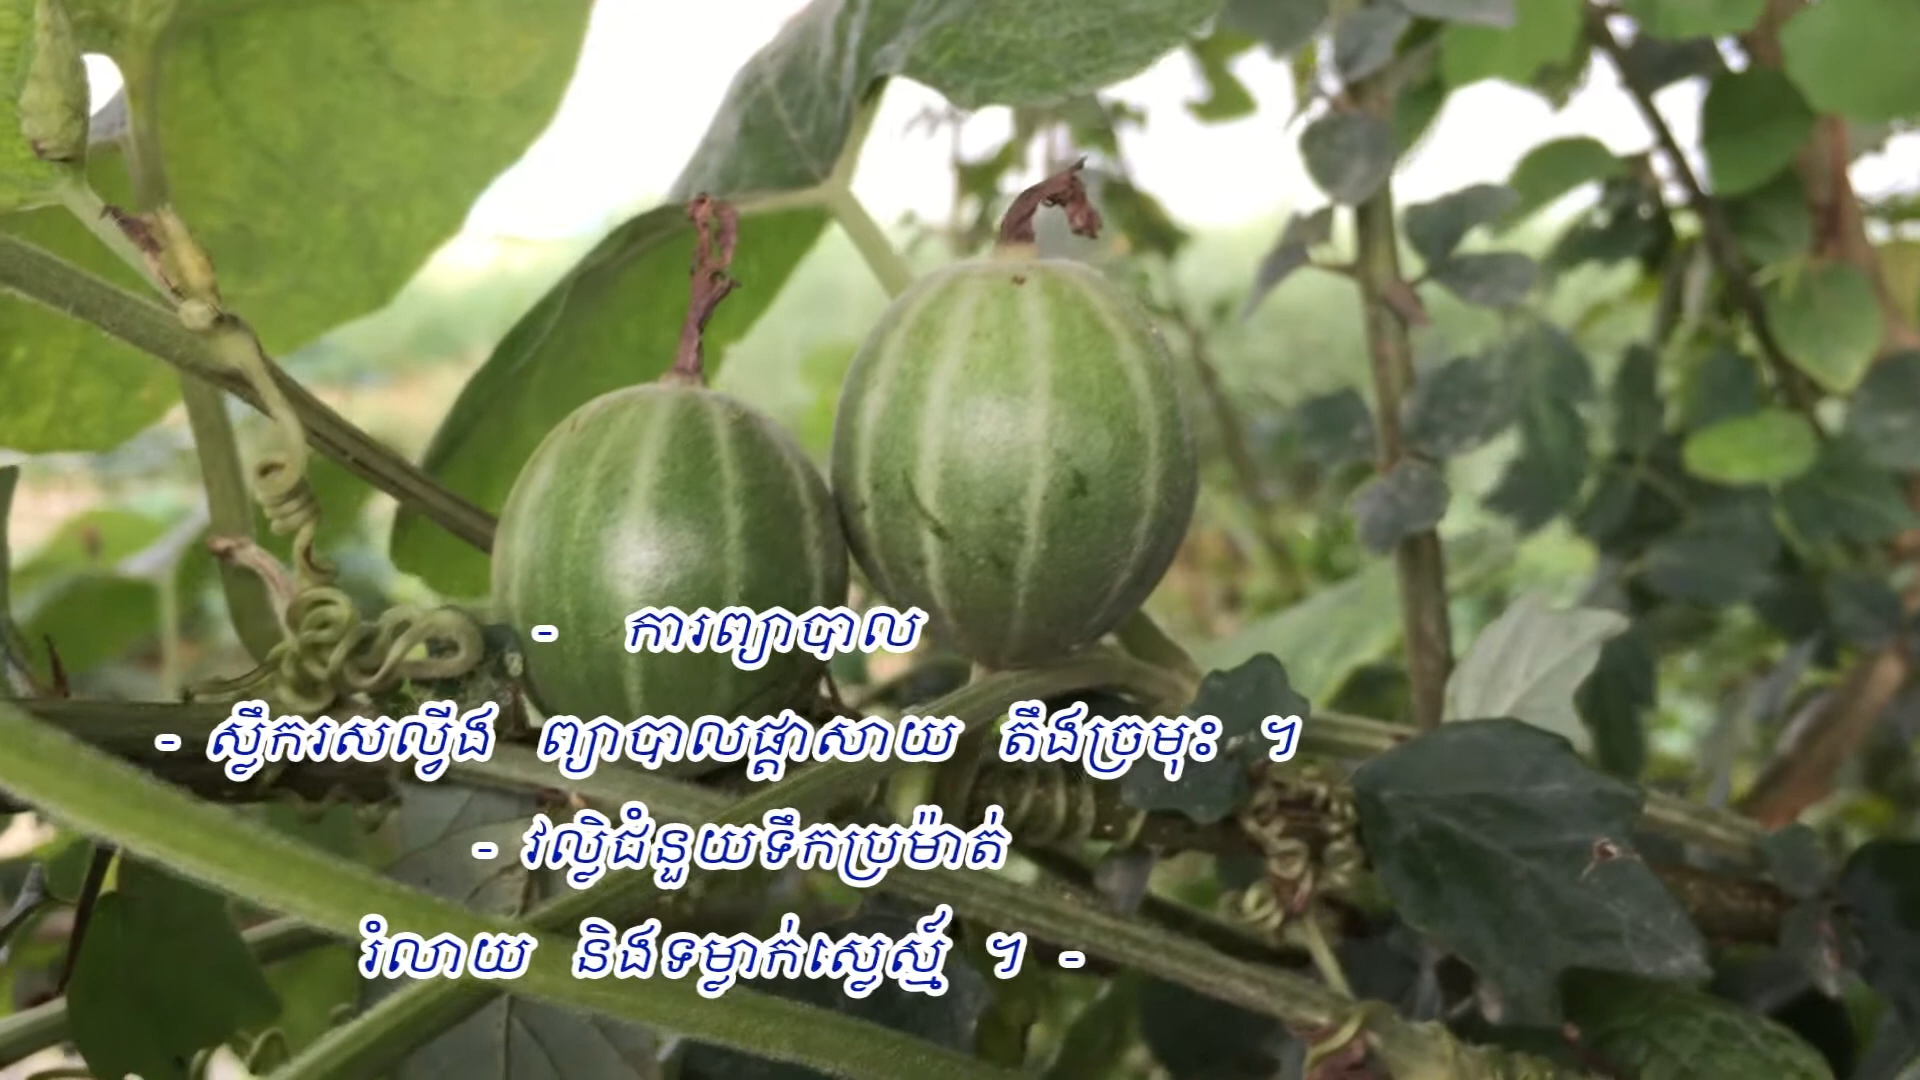 - ការព្យាបាល
- ស្លឹករសល្វីង ព្យាបាលផ្តាសាយ តឹងច្រមុះ ។
- វល្លិជំនួយទឹកប្រម៉ាត់
រំលាយ និងទម្លាក់ស្លេស្ម៍ ។ -